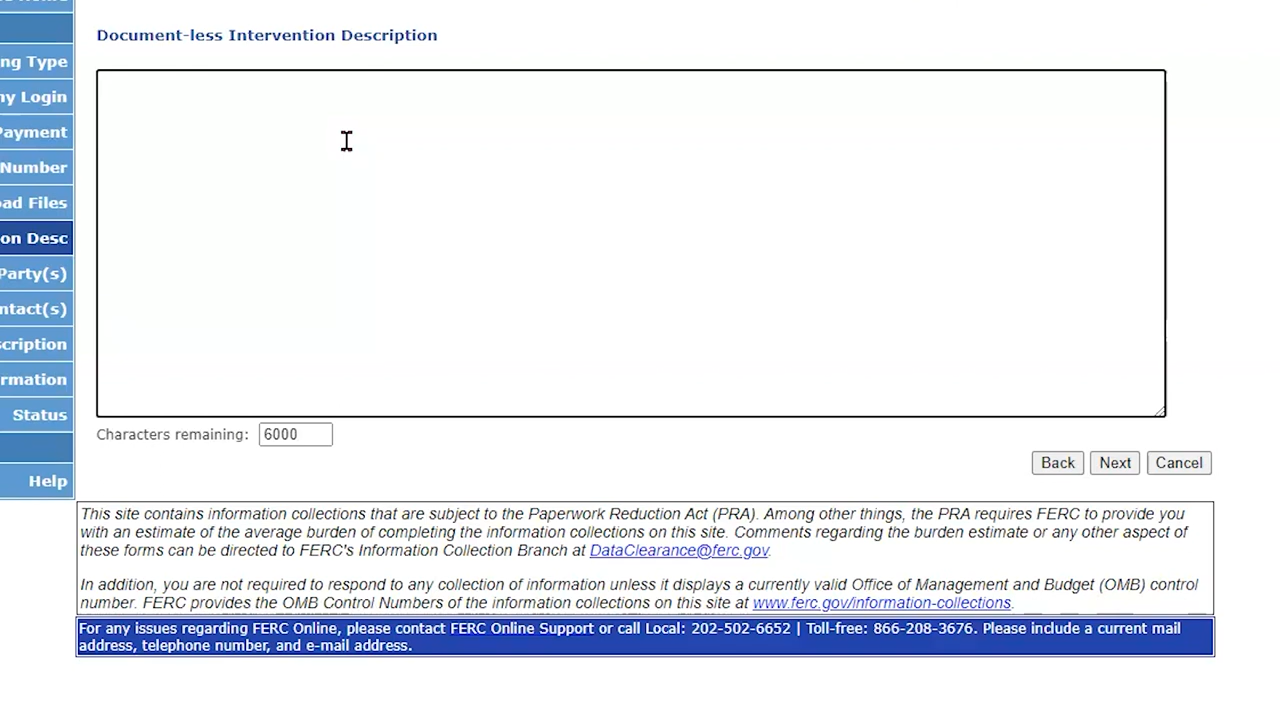 Document-less Intervention Description
ng Type
ny Login
Payment
Number
ad Files
on Desc
Party(s)
ntact(s)
scription
rmation
Status
Help
Characters remaining: 6000
Back Next Cancel
This site contains information collections that are subject to the Paperwork Reduction Act (PRA). Among other things, the PRA requires FERC to provide you
with an estimate of the average burden of completing the information collections on this site. Comments regarding the burden estimate or any other aspect of
these forms can be directed to FERC's Information Collection Branch at DataClearance@ferc.gov.
In addition, you are not required to respond to any collection of information unless it displays a currently valid Office of Management and Budget (OMB) control
number. FERC provides the OMB Control Numbers of the information collections on this site at www.ferc.gov/information-collections.
For any issues regarding FERC Online, please contact FERC Online Support or call Local: 202-502-6652 | Toll-free: 866-208-3676. Please include a current mail
address, telephone number, and e-mail address.